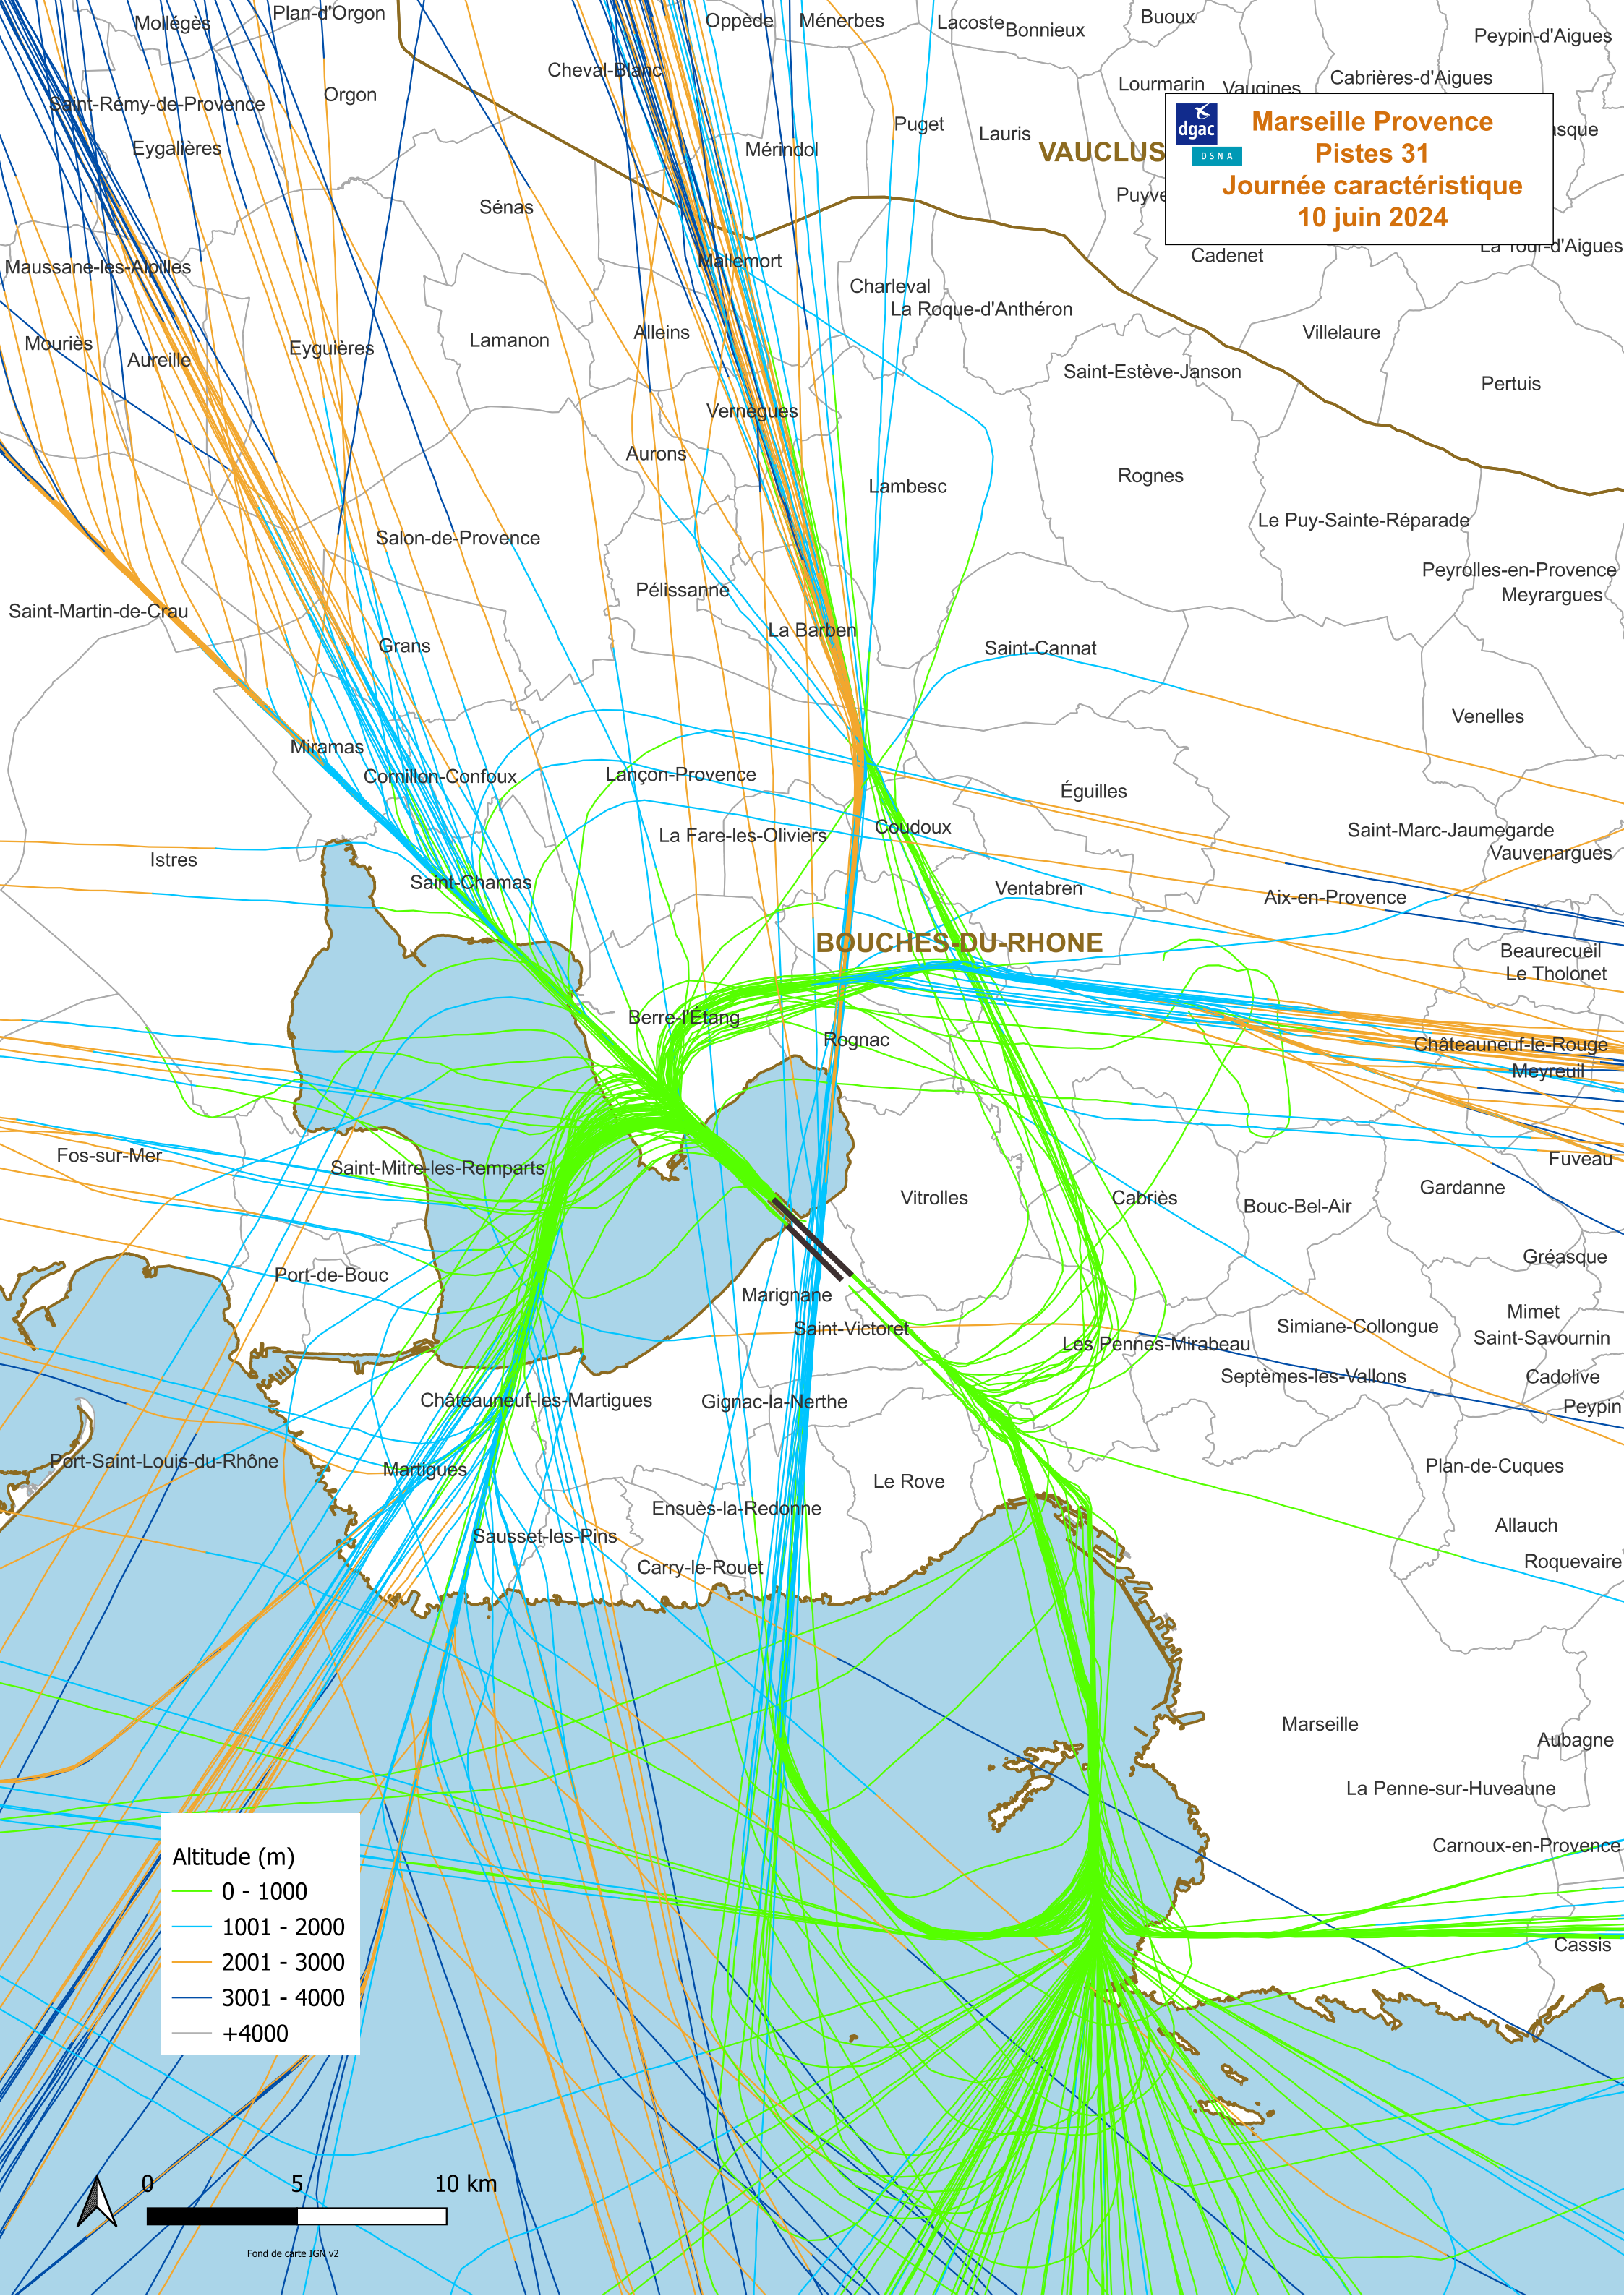 Mollégès
Plan-d'Orgon
Oppède
Ménerbes
Lacoste
Bonnieux
Buoux
Peypin-d'Aigues
Cheval-Blanc
Orgon
Saint-Rémy-de-Provence
Eygalières
Lourmarin
Vaugines
Cabrières-d'Aigues
Puget
Lauris
Mérindol
VAUCLUS
asque
dgac
DSNA
Marseille Provence
Pistes 31
Journée caractéristique
10 juin 2024
Puyve
Sénas
Cadenet
La Tour-d'Aigues
Maussane-les-Alpilles
Mallemort
Charleval
La Roque-d'Anthéron
Mouriès
Aureille
Eyguières
Lamanon
Alleins
Villelaure
Saint-Estève-Janson
Pertuis
Vernègues
Aurons
Lambesc
Rognes
Le Puy-Sainte-Réparade
Salon-de-Provence
Peyrolles-en-Provence
Meyrargues
Pélissanne
Saint-Martin-de-Crau
La Barben
Grans
Saint-Cannat
Venelles
Miramas
Cornillon-Confoux
Lançon-Provence
Éguilles
La Fare-les-Oliviers
Coudoux
Saint-Marc-Jaumegarde
Vauvenargues
Istres
Saint-Chamas
Ventabren
Aix-en-Provence
BOUCHES-DU-RHONE
Beaurecueil
Le Tholonet
Berre-l'Étang
Rognac
Châteauneuf-le-Rouge
Meyreuil
Fos-sur-Mer
Saint-Mitre-les-Remparts
Fuveau
Vitrolles
Cabriès
Bouc-Bel-Air
Gardanne
Gréasque
Port-de-Bouc
Marignane
Saint-Victoret
Les Pennes-Mirabeau
Simiane-Collongue
Mimet
Saint-Savournin
Septèmes-les-Vallons
Cadolive
Peypin
Châteauneuf-les-Martigues
Gignac-la-Nerthe
Port-Saint-Louis-du-Rhône
Martigues
Le Rove
Plan-de-Cuques
Ensuès-la-Redonne
Sausset-les-Pins
Allauch
Carry-le-Rouet
Roquevaire
Marseille
Aubagne
La Penne-sur-Huveaune
Carnoux-en-Provence
Cassis
Altitude (m)
0 - 1000
1001 - 2000
2001 - 3000
3001 - 4000
+4000
0 5 10 km
Fond de carte IGN v2